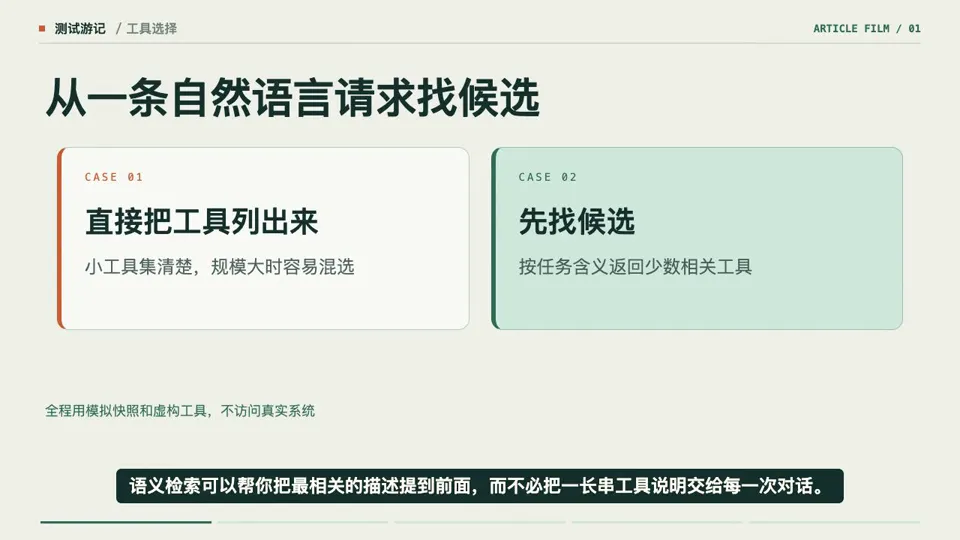 测试游记 / 工具选择
ARTICLE FILM / 01
从一条自然语言请求找候选
CASE 01
直接把工具列出来
小工具集清楚，规模大时容易混选
CASE 02
先找候选
按任务含义返回少数相关工具
全程用模拟快照和虚构工具，不访问真实系统
语义检索可以帮你把最相关的描述提到前面，而不必把一长串工具说明交给每一次对话。